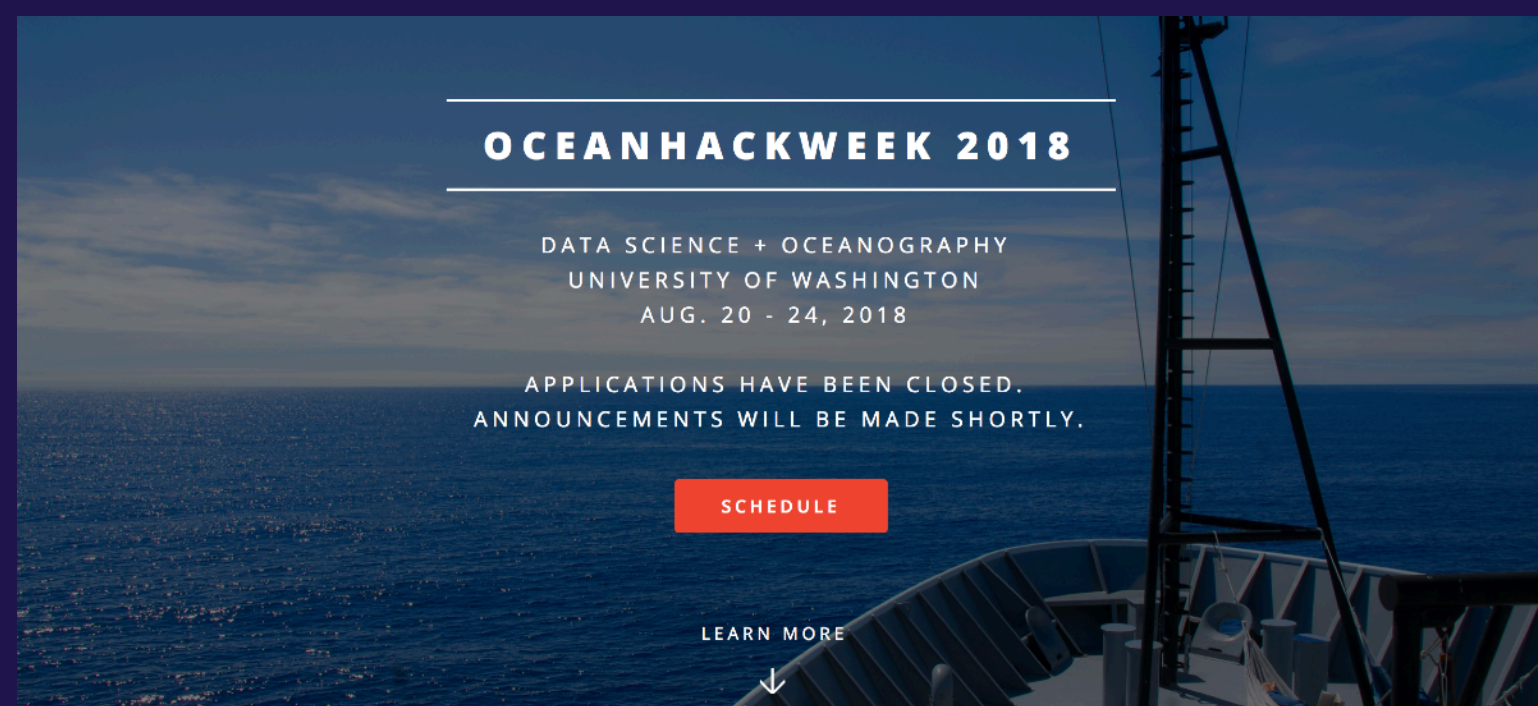 OCEANHACKWEEK 2018
DATA SCIENCE + OCEANOGRAPHY
UNIVERSITY OF WASHINGTON
AUG. 20 - 24, 2018
APPLICATIONS HAVE BEEN CLOSED.
ANNOUNCEMENTS WILL BE MADE SHORTLY.
SCHEDULE
LEARN MORE